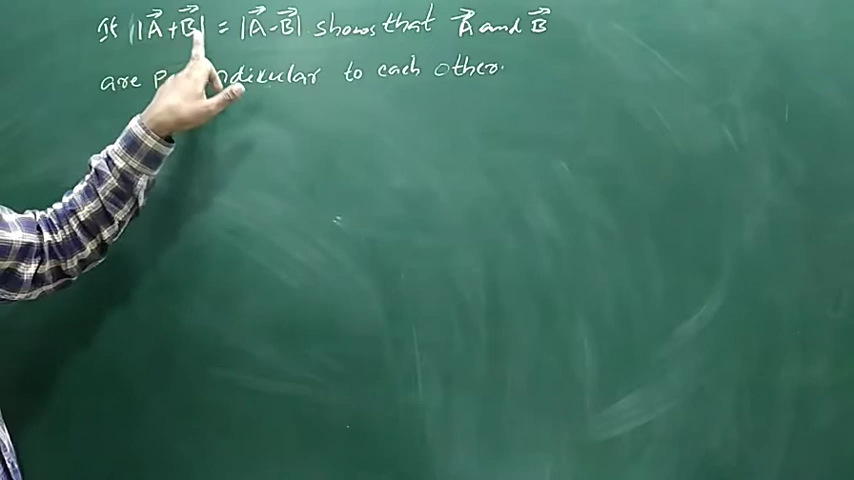 If |A⃗+B⃗| = |A⃗-B⃗| shows that A⃗ and B⃗
are to each other.